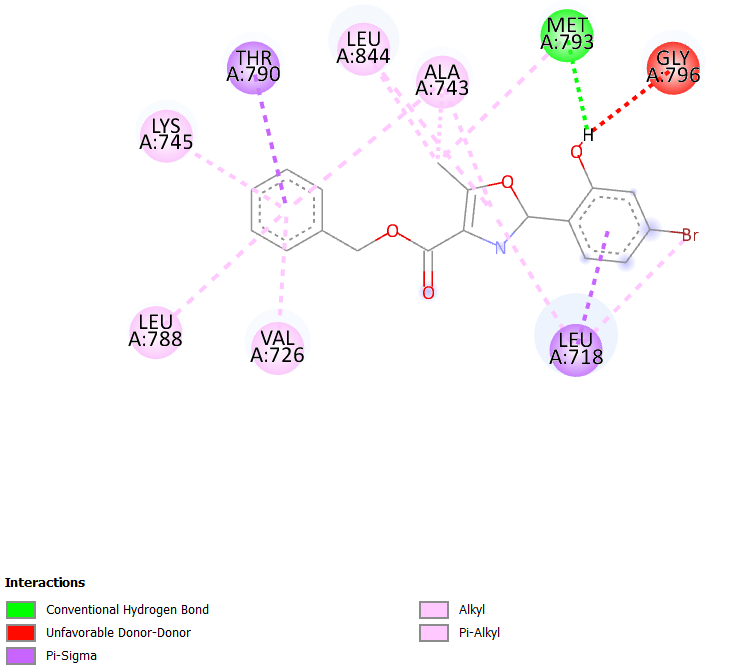 LEU
A:844
MET
A:793
THR
A:790
ALA
A:743
GLY
A:796
LYS
A:745
H
O
O
O
N
O
Br
LEU
A:788
VAL
A:726
LEU
A:718
Interactions
Conventional Hydrogen Bond
Unfavorable Donor-Donor
Pi-Sigma
Alkyl
Pi-Alkyl